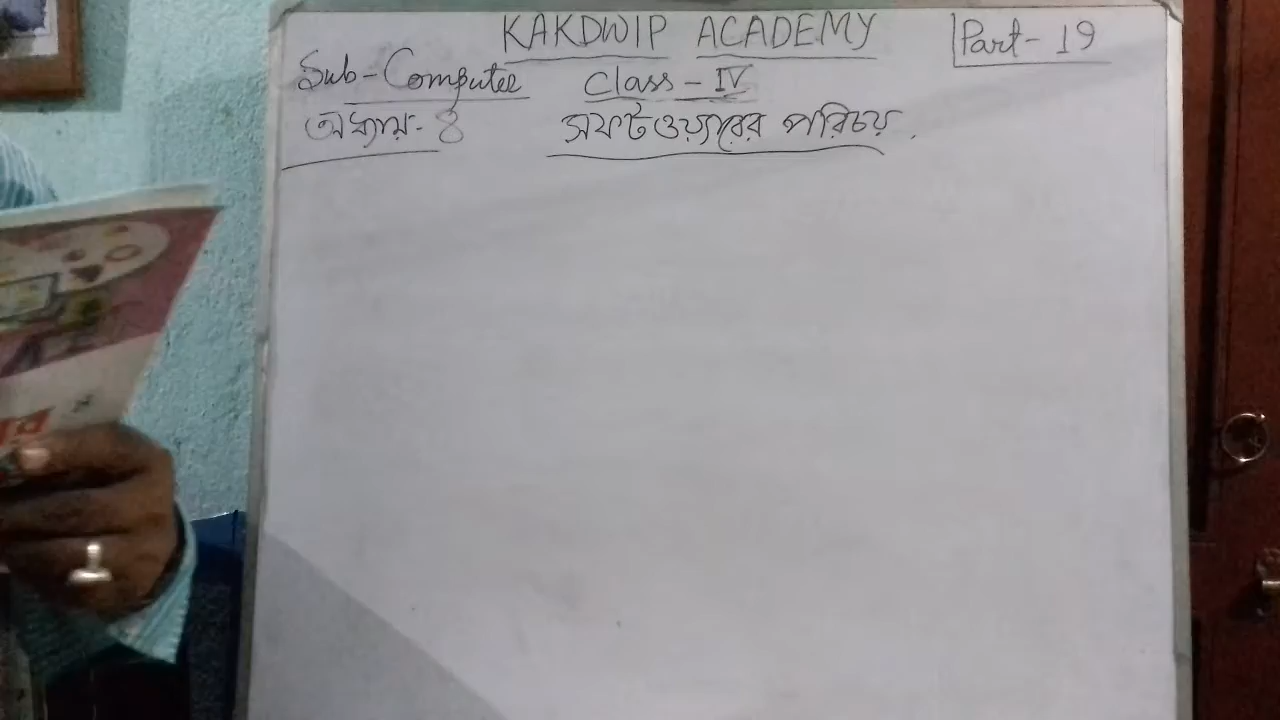 KAKDWIP ACADEMY
Part - 19
Sub - Computer Class - IV
অধ্যায় - ৪ সফটওয়্যারের পরিচয়.